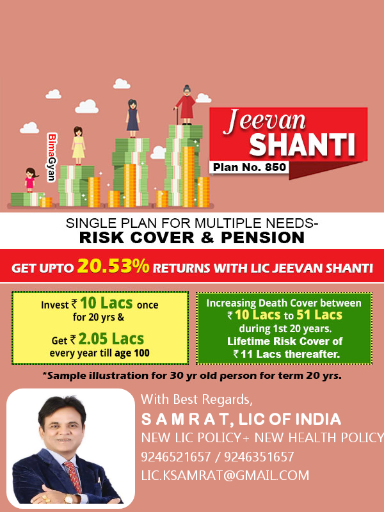 Jeevan
SHANTI
Plan No. 850
BimaGyan
SINGLE PLAN FOR MULTIPLE NEEDS-
RISK COVER & PENSION
GET UPTO 20.53% RETURNS WITH LIC JEEVAN SHANTI
Invest ₹ 10 Lacs once
for 20 yrs &
Get ₹ 2.05 Lacs
every year till age 100
Increasing Death Cover between
₹ 10 Lacs to 51 Lacs
during 1st 20 years.
Lifetime Risk Cover of
₹ 11 Lacs thereafter.
*Sample illustration for 30 yr old person for term 20 yrs.
With Best Regards,
S A M R A T, LIC OF INDIA
NEW LIC POLICY+ NEW HEALTH POLICY
9246521657 / 9246351657
LIC.KSAMRAT@GMAIL.COM